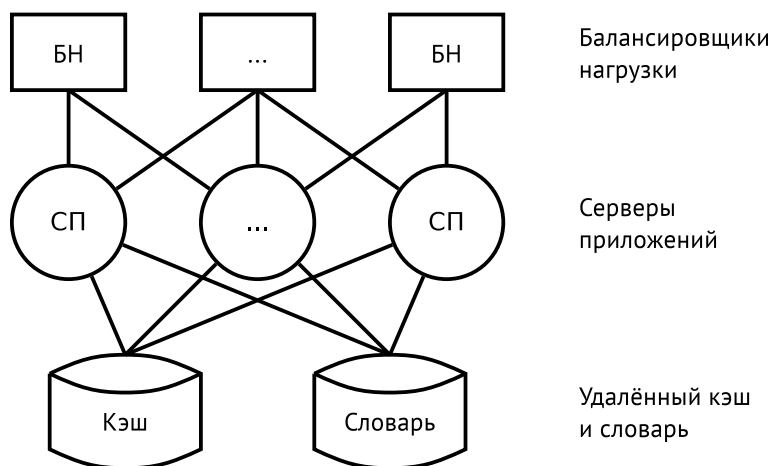 БН
...
БН
Балансировщики
нагрузки
СП
...
СП
Серверы
приложений
Кэш
Словарь
Удалённый кэш
и словарь